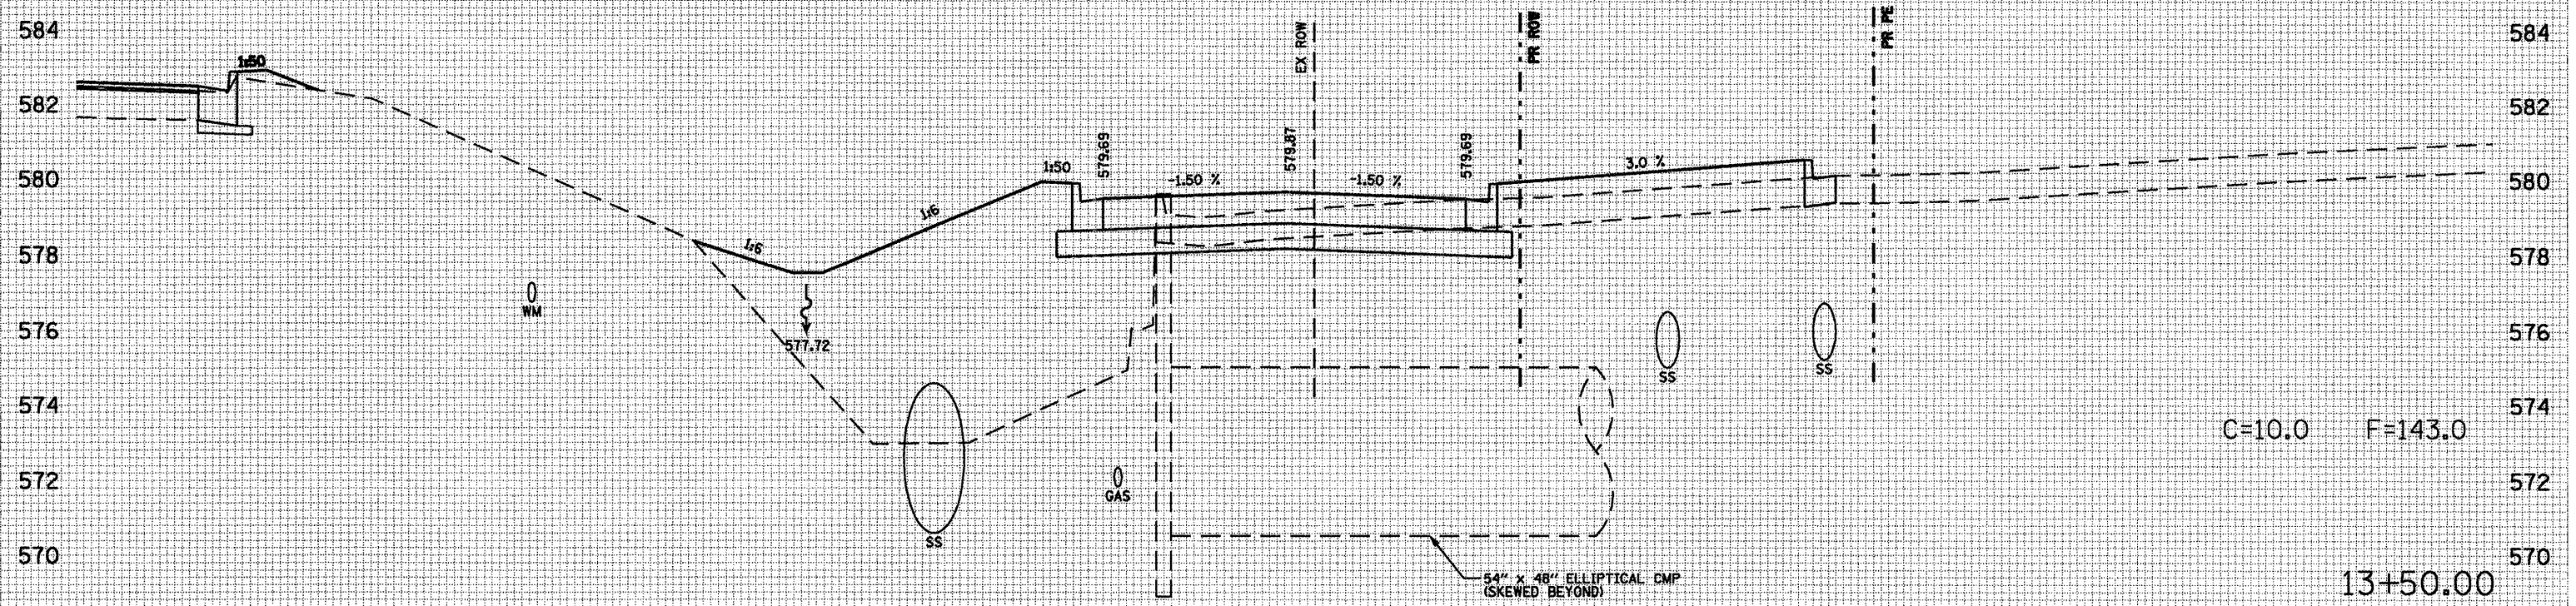 584
582
580
578
576
574
572
570
1:50
WM
1:6
577.72
1:6
SS
1:50
579.69
-1.50 %
579.87
EX ROW
-1.50 %
579.69
PR ROW
3.0 %
PR PE
GAS
SS
SS
54" x 48" ELLIPTICAL CMP
(SKEWED BEYOND)
584
582
580
578
576
574
572
570
C=10.0 F=143.0
13+50.00